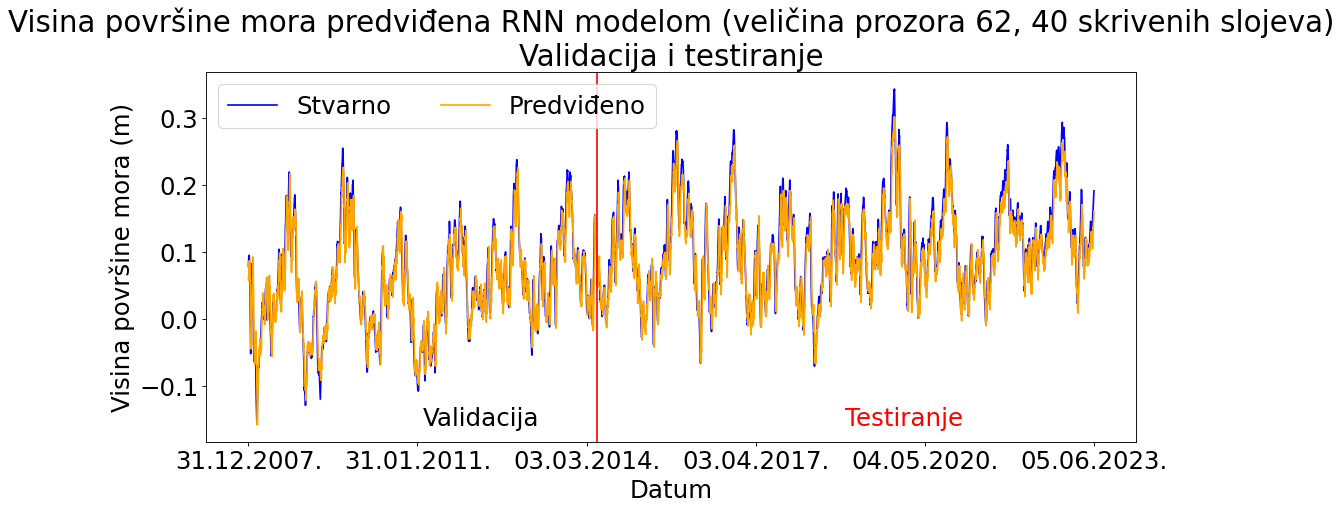 Visina površine mora predviđena RNN modelom (veličina prozora 62, 40 skrivenih slojeva)
Validacija i testiranje
Stvarno
Predviđeno
Visina površine mora (m)
0.3
0.2
0.1
0.0
−0.1
Validacija
Testiranje
31.12.2007.
31.01.2011.
03.03.2014.
03.04.2017.
04.05.2020.
05.06.2023.
Datum